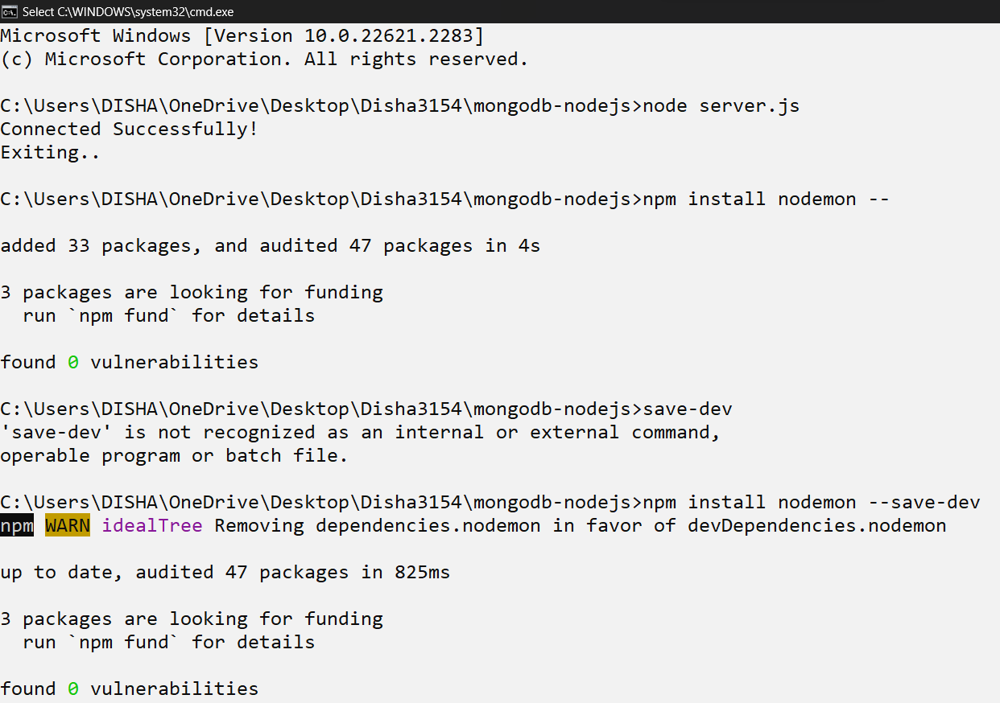 Select C:\WINDOWS\system32\cmd.exe
Microsoft Windows [Version 10.0.22621.2283]
(c) Microsoft Corporation. All rights reserved.
C:\Users\DISHA\OneDrive\Desktop\Disha3154\mongodb-nodejs>node server.js
Connected Successfully!
Exiting..
C:\Users\DISHA\OneDrive\Desktop\Disha3154\mongodb-nodejs>npm install nodemon --
added 33 packages, and audited 47 packages in 4s
3 packages are looking for funding
  run `npm fund` for details
found 0 vulnerabilities
C:\Users\DISHA\OneDrive\Desktop\Disha3154\mongodb-nodejs>save-dev
'save-dev' is not recognized as an internal or external command,
operable program or batch file.
C:\Users\DISHA\OneDrive\Desktop\Disha3154\mongodb-nodejs>npm install nodemon --save-dev
npm WARN idealTree Removing dependencies.nodemon in favor of devDependencies.nodemon
up to date, audited 47 packages in 825ms
3 packages are looking for funding
  run `npm fund` for details
found 0 vulnerabilities